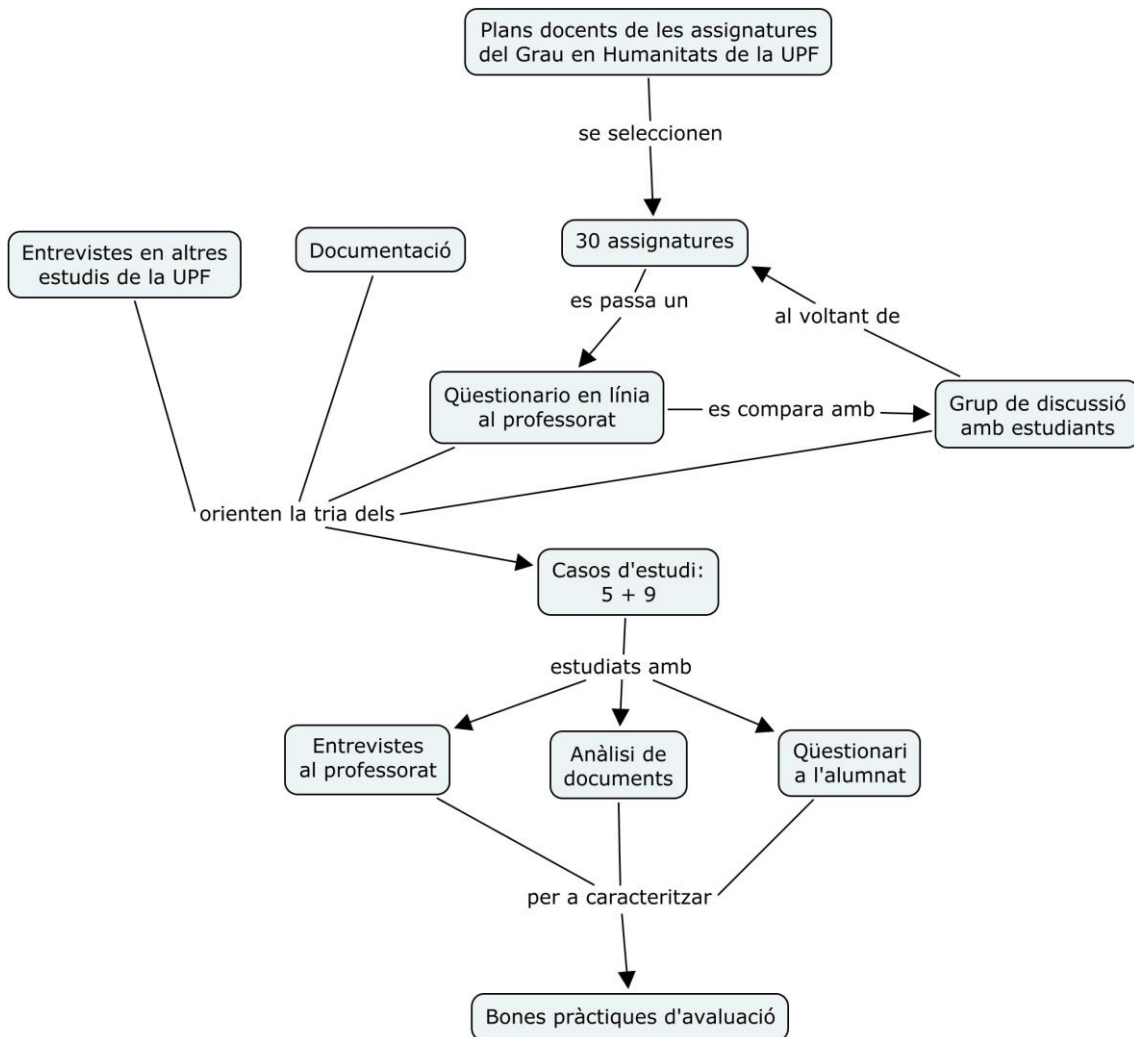 Plans docents de les assignatures
del Grau en Humanitats de la UPF
se seleccionen
30 assignatures
Entrevistes en altres
estudis de la UPF
Documentació
es passa un
al voltant de
Qüestionario en línia
al professorat
es compara amb
Grup de discussió
amb estudiants
orienten la tria dels
Casos d'estudi:
5 + 9
estudiats amb
Entrevistes
al professorat
Anàlisi de
documents
Qüestionari
a l'alumnat
per a caracteritzar
Bones pràctiques d'avaluació